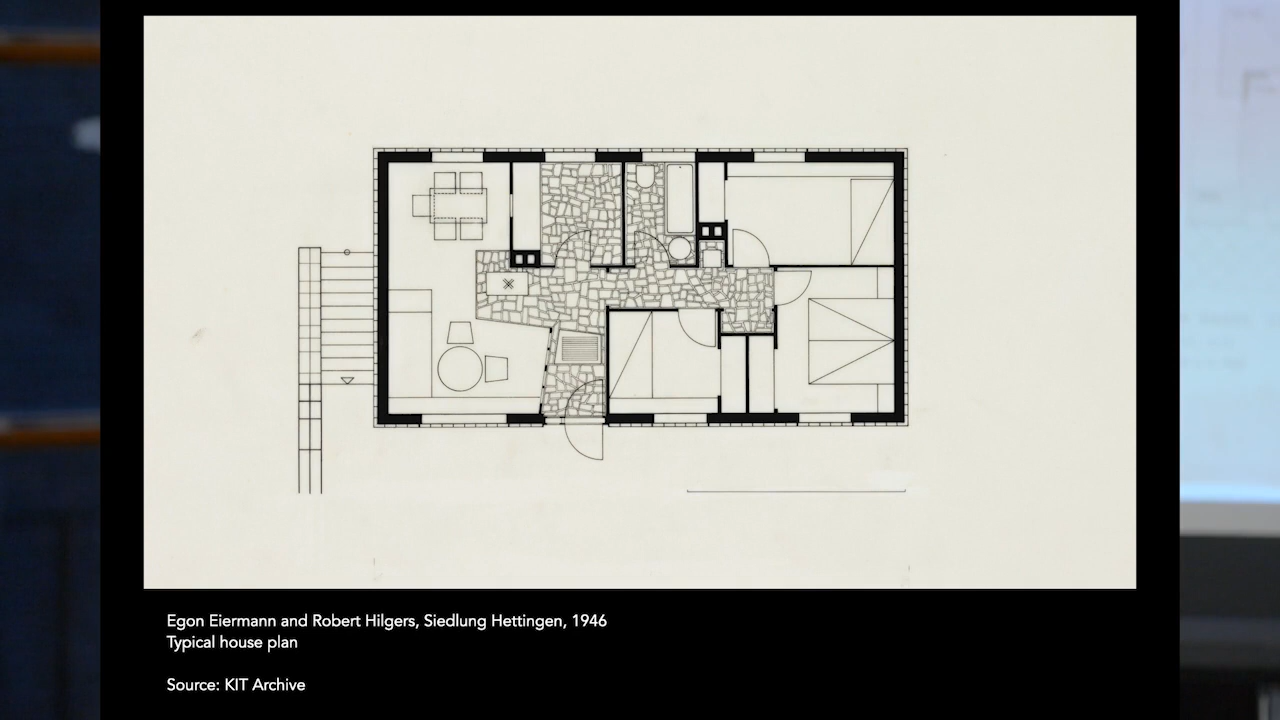 Egon Eiermann and Robert Hilgers, Siedlung Hettingen, 1946
Typical house plan
Source: KIT Archive